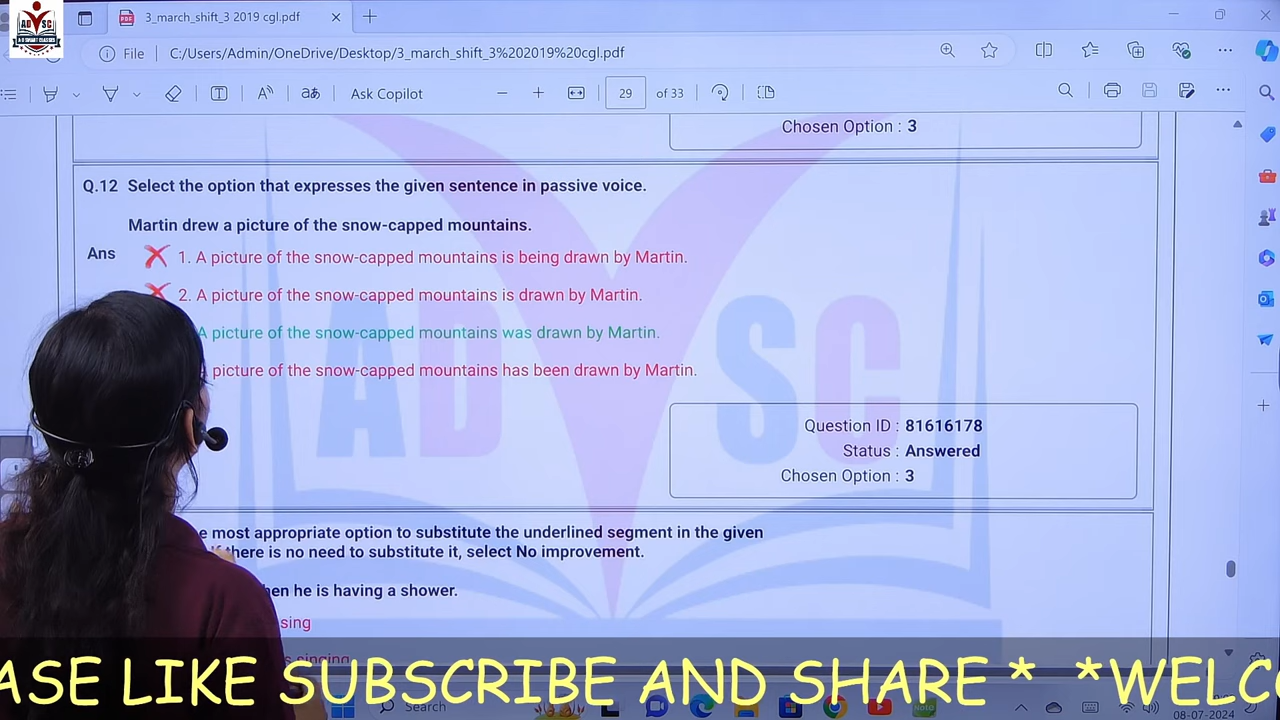 AD SC
3_march_shift_3 2019 cgl.pdf
File C:/Users/Admin/OneDrive/Desktop/3_march_shift_3%202019%20cgl.pdf
Ask Copilot 29 of 33
Chosen Option : 3
Q.12 Select the option that expresses the given sentence in passive voice.
Martin drew a picture of the snow-capped mountains.
Ans 1. A picture of the snow-capped mountains is being drawn by Martin.
2. A picture of the snow-capped mountains is drawn by Martin.
A picture of the snow-capped mountains was drawn by Martin.
picture of the snow-capped mountains has been drawn by Martin.
AD SC
Question ID : 81616178
Status : Answered
Chosen Option : 3
most appropriate option to substitute the underlined segment in the given
there is no need to substitute it, select No improvement.
he is having a shower.
sing
singing
ASE LIKE SUBSCRIBE AND SHARE * *WELC
Search
08-07-2024